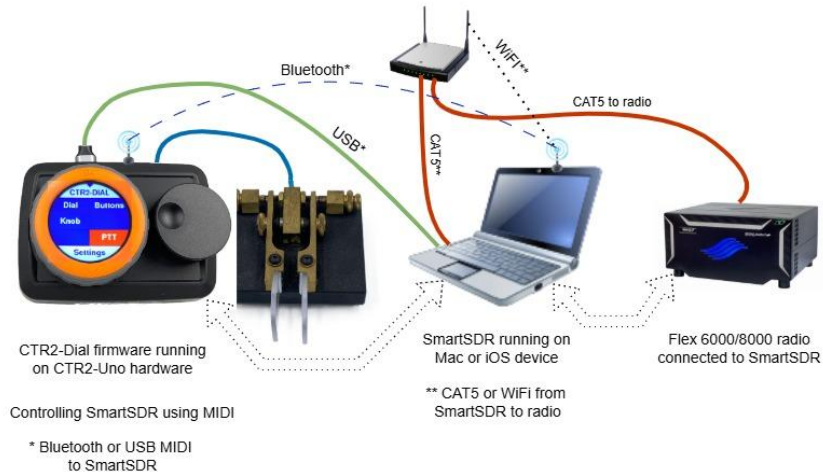 WiFI**
Bluetooth*
CAT5 to radio
USB*
CAT5**
CTR2-DIAL
Dial Buttons
Knob
PTT
Settings
CTR2-Dial firmware running
on CTR2-Uno hardware
Controlling SmartSDR using MIDI
* Bluetooth or USB MIDI
to SmartSDR
SmartSDR running on
Mac or iOS device
** CAT5 or WiFi from
SmartSDR to radio
Flex 6000/8000 radio
connected to SmartSDR